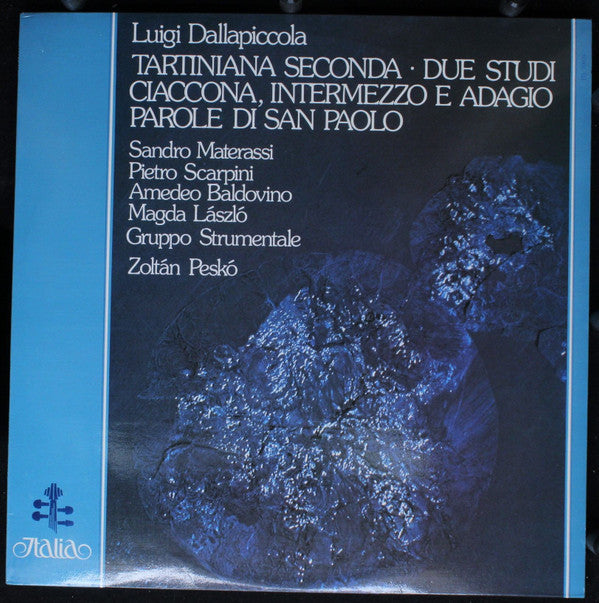 Luigi Dallapiccola
TARTINIANA SECONDA · DUE STUDI
CIACCONA, INTERMEZZO E ADAGIO
PAROLE DI SAN PAOLO
Sandro Materassi
Pietro Scarpini
Amedeo Baldovino
Magda László
Gruppo Strumentale
Zoltán Peskó
Italia